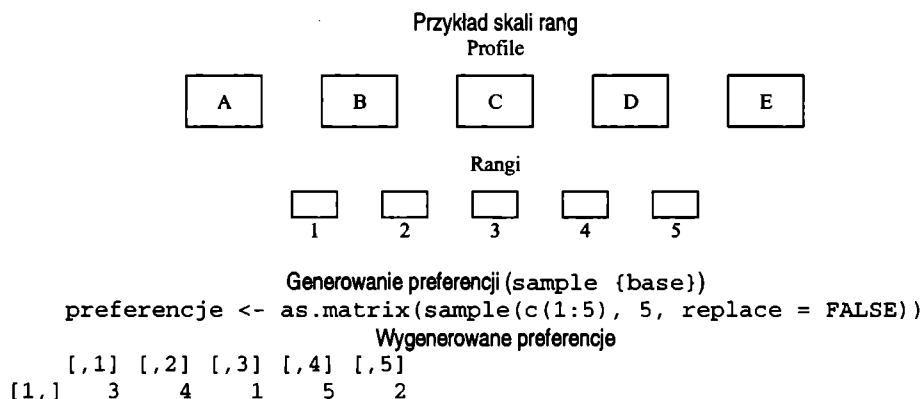 Przykład skali rang
Profile
A B C D E
Rangi
1 2 3 4 5
Generowanie preferencji (sample {base})
preferencje <- as.matrix(sample(c(1:5), 5, replace = FALSE))
Wygenerowane preferencje
[,1] [,2] [,3] [,4] [,5]
[1,] 3 4 1 5 2